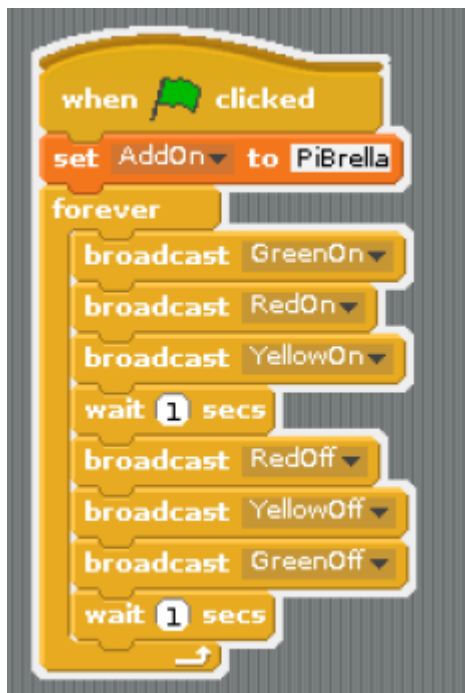 when clicked
set AddOn to PiBrella
forever
broadcast GreenOn
broadcast RedOn
broadcast YellowOn
wait 1 secs
broadcast RedOff
broadcast YellowOff
broadcast GreenOff
wait 1 secs